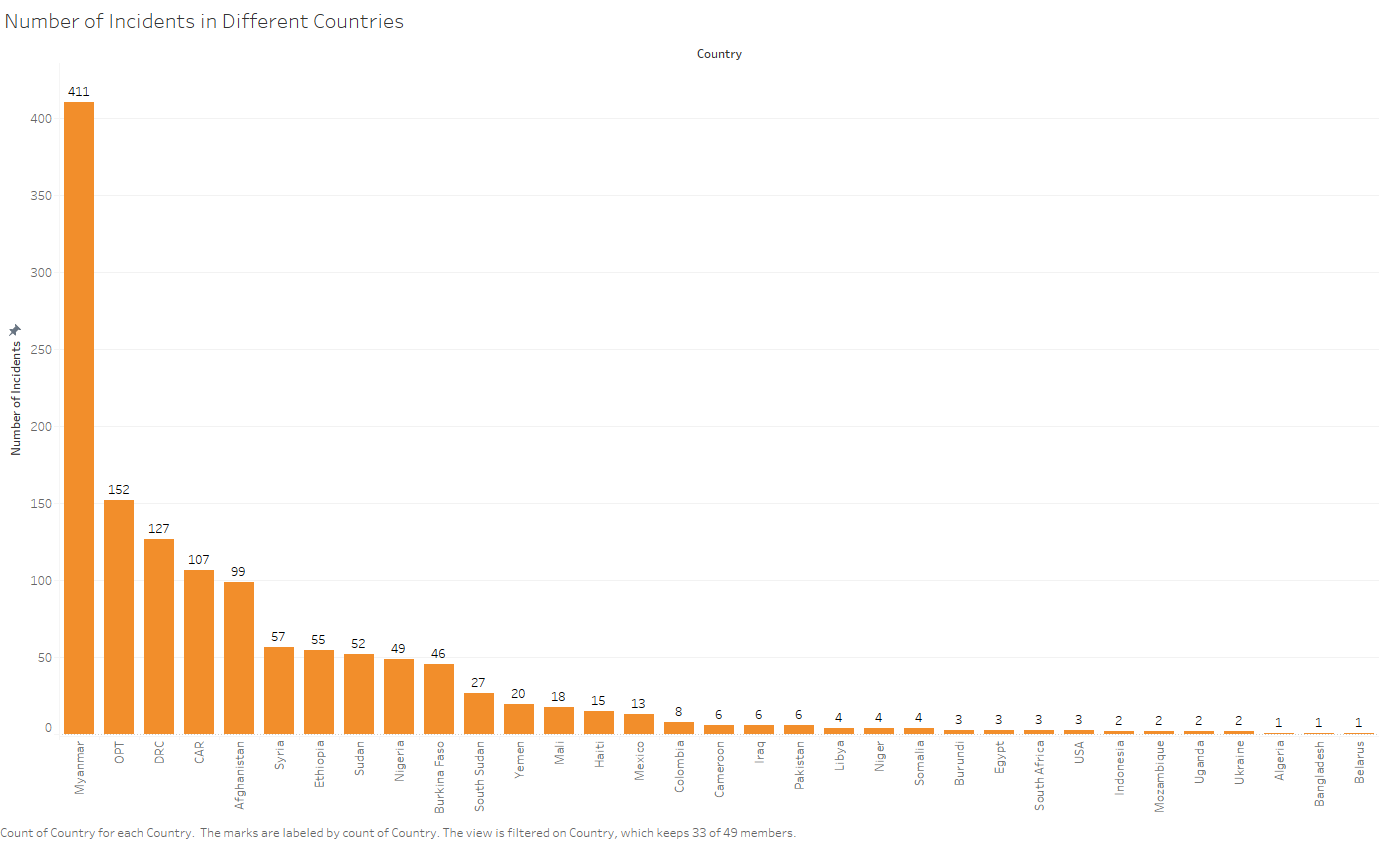 Number of Incidents in Different Countries
Country
Number of Incidents
400
350
300
250
200
150
100
50
0
411
152
127
107
99
57
55
52
49
46
27
20
18
15
13
8
6
6
6
4
4
4
3
3
3
3
2
2
2
2
1
1
1
Myanmar
OPT
DRC
CAR
Afghanistan
Syria
Ethiopia
Sudan
Nigeria
Burkina Faso
South Sudan
Yemen
Mali
Haiti
Mexico
Colombia
Cameroon
Iraq
Pakistan
Libya
Niger
Somalia
Burundi
Egypt
South Africa
USA
Indonesia
Mozambique
Uganda
Ukraine
Algeria
Bangladesh
Belarus
Count of Country for each Country.  The marks are labeled by count of Country. The view is filtered on Country, which keeps 33 of 49 members.